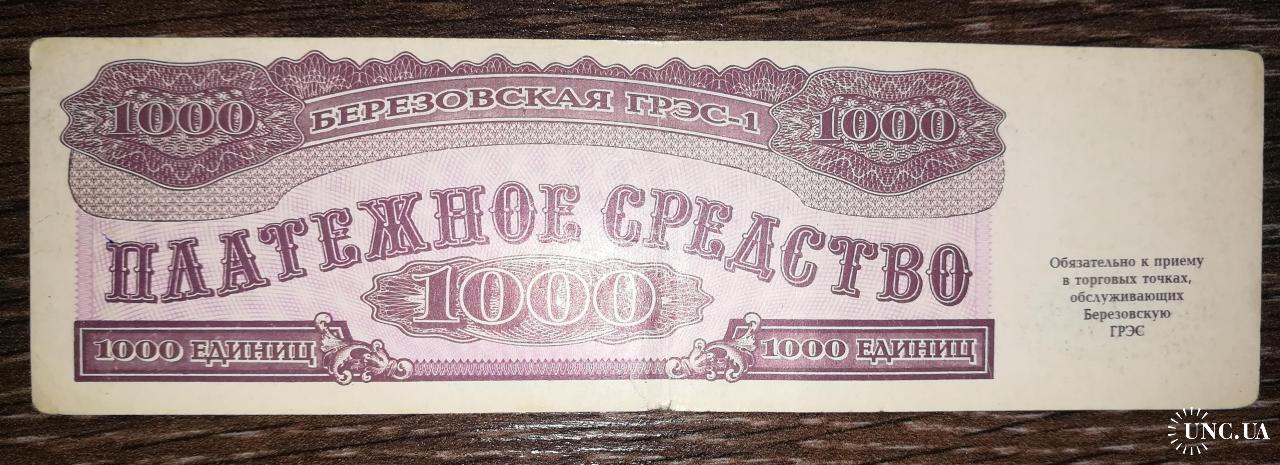 1000
БЕРЕЗОВСКАЯ ГРЭС-1
1000
ПЛАТЕЖНОЕ СРЕДСТВО
1000
1000 ЕДИНИЦ
1000 ЕДИНИЦ
Обязательно к приему
в торговых точках,
обслуживающих
Березовскую
ГРЭС
UNC.UA